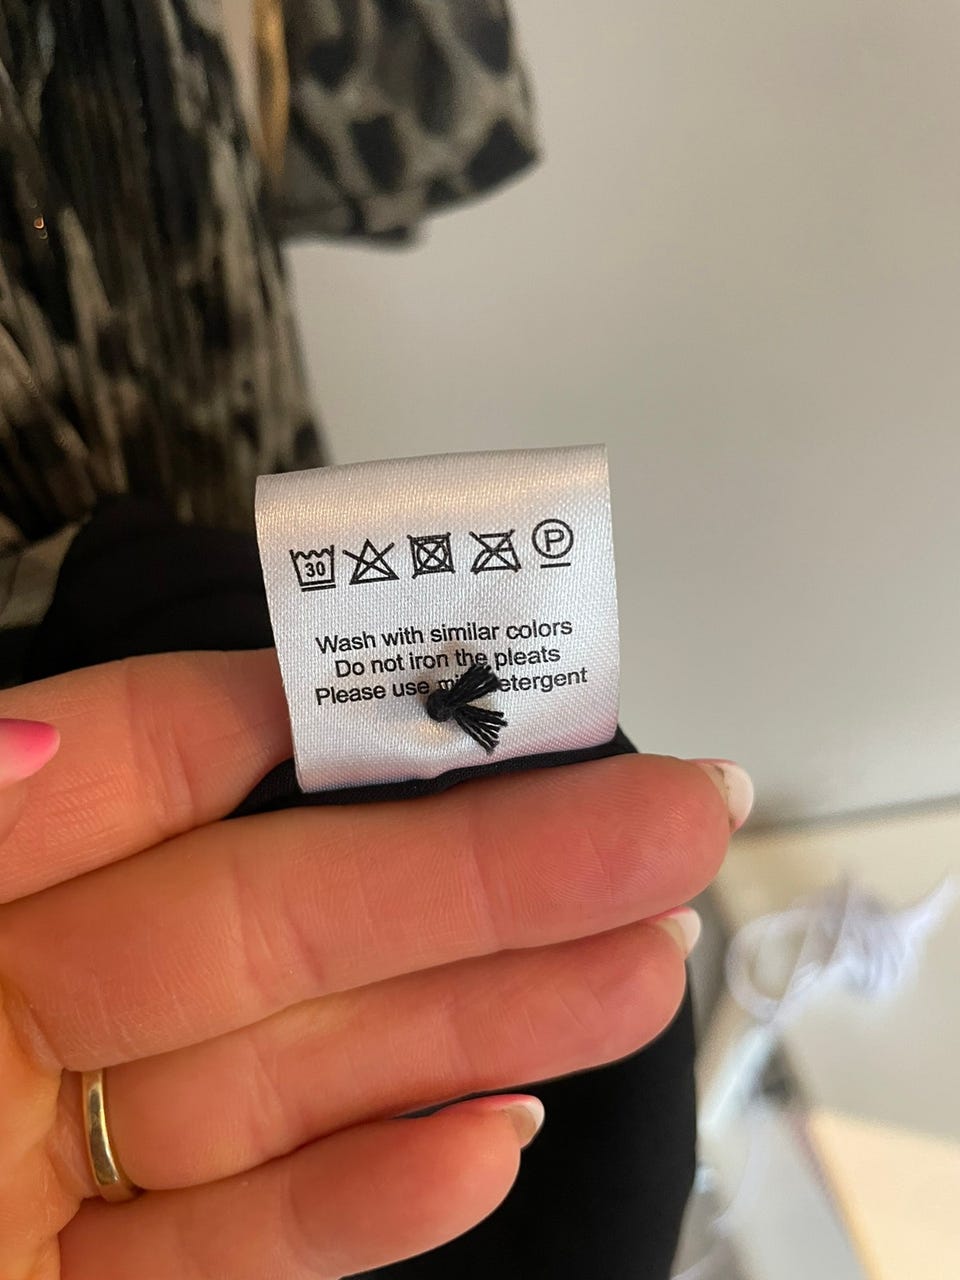 30 P
Wash with similar colors
Do not iron the pleats
Please use